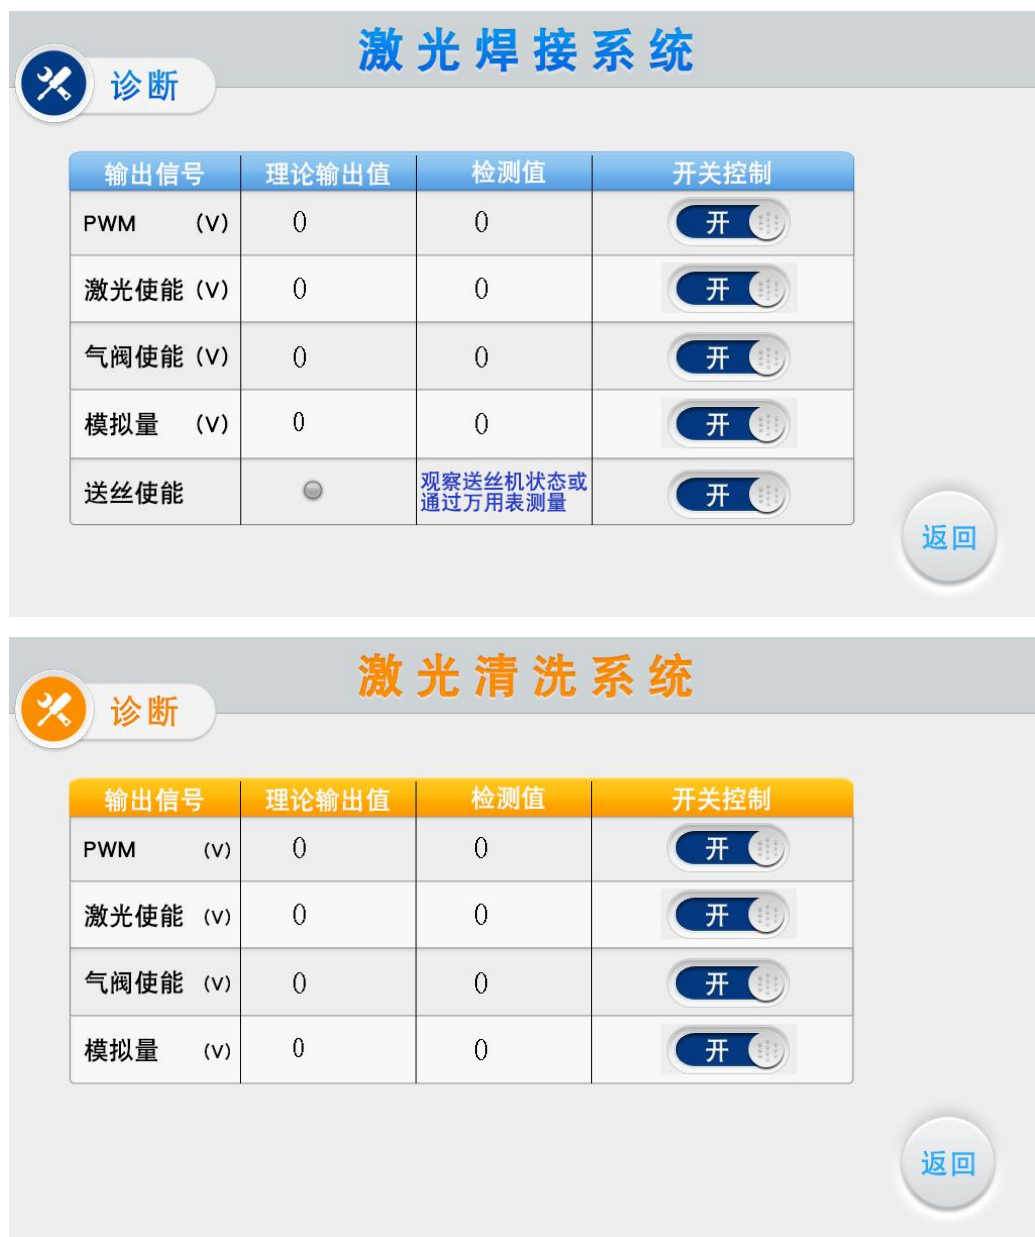 激光焊接系统
诊断
输出信号 理论输出值 检测值 开关控制
PWM (V) 0 0 开
激光使能 (V) 0 0 开
气阀使能 (V) 0 0 开
模拟量 (V) 0 0 开
送丝使能 观察送丝机状态或 开
通过万用表测量
返回
激光清洗系统
诊断
输出信号 理论输出值 检测值 开关控制
PWM (V) 0 0 开
激光使能 (V) 0 0 开
气阀使能 (V) 0 0 开
模拟量 (V) 0 0 开
返回